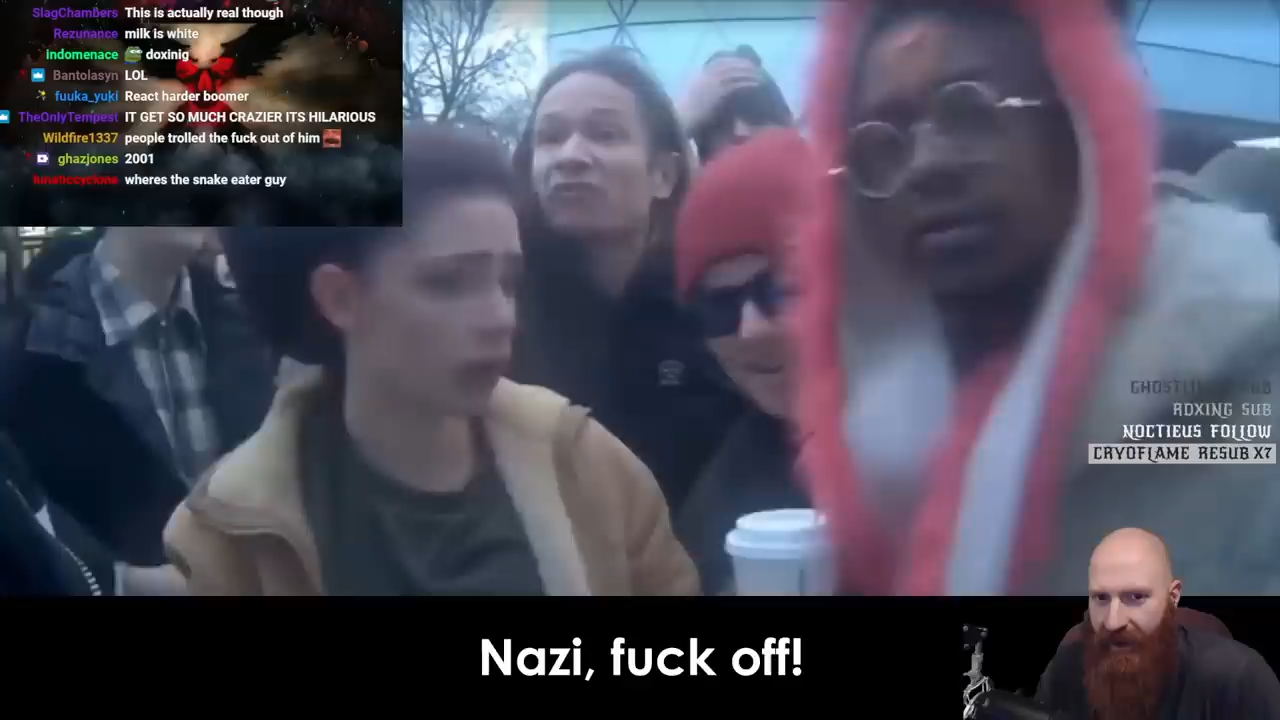 SlagChambers This is actually real though
Rezunance milk is white
Indomenace doxinig
Bantolasyn LOL
fuuka_yuki React harder boomer
TheOnlyTempest IT GET SO MUCH CRAZIER ITS HILARIOUS
Wildfire1337 people trolled the fuck out of him
ghazjones 2001
lunaticcyclone wheres the snake eater guy
RDXING SUB
NOCTIEUS FOLLOW
CRYOFLAME RESUB X7
Nazi, fuck off!